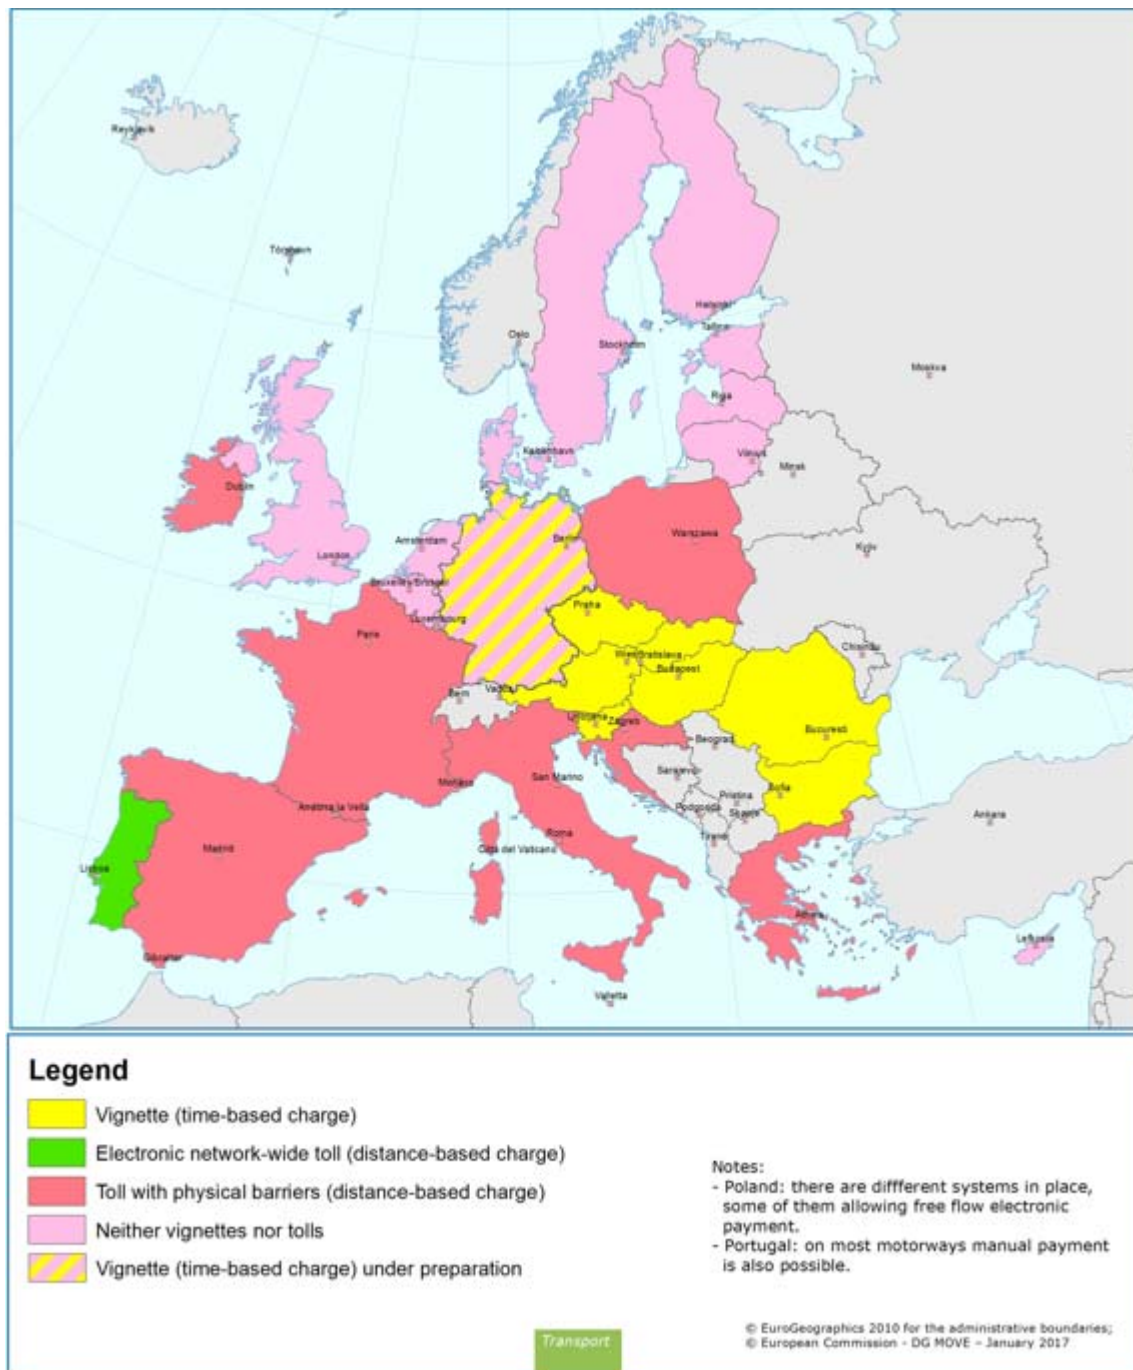 Reykjavik
Tórshavn
Helsinki
Tallinn
Oslo
Stockholm
Moskva
Riga
København
Vilnius
Minsk
Dublin
Amsterdam
Berlin
Warszawa
London
Kyiv
Bruxelles/Brussel
Luxembourg
Praha
Paris
Wien
Bratislava
Chisinau
Budapest
Bern
Vaduz
Ljubljana
Zagreb
Bucuresti
Beograd
San Marino
Sarajevo
Monaco
Pristina
Sofia
Andorra la Vella
Podgorica
Skopje
Ankara
Roma
Tirana
Madrid
Citta del Vaticano
Lisboa
Athina
Lefkosia
Gibraltar
Valletta
Legend
Vignette (time-based charge)
Electronic network-wide toll (distance-based charge)
Toll with physical barriers (distance-based charge)
Neither vignettes nor tolls
Vignette (time-based charge) under preparation
Notes:
- Poland: there are diffferent systems in place,
some of them allowing free flow electronic
payment.
- Portugal: on most motorways manual payment
is also possible.
Transport
© EuroGeographics 2010 for the administrative boundaries;
© European Commission - DG MOVE – January 2017